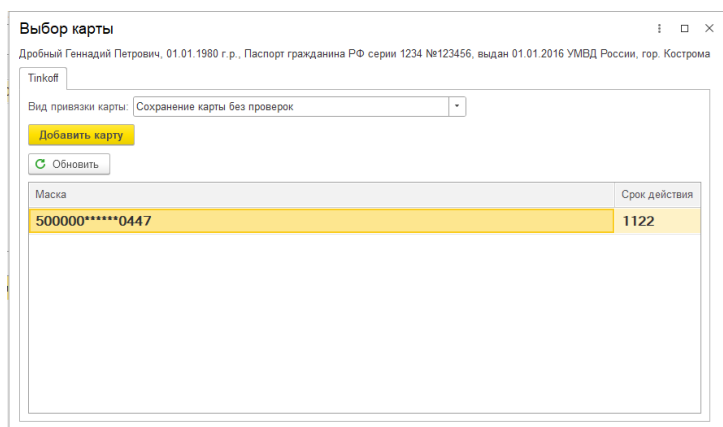 Выбор карты
Дробный Геннадий Петрович, 01.01.1980 г.р., Паспорт гражданина РФ серии 1234 №123456, выдан 01.01.2016 УМВД России, гор. Кострома
Tinkoff
Вид привязки карты: Сохранение карты без проверок
Добавить карту
Обновить
Маска Срок действия
500000******0447 1122